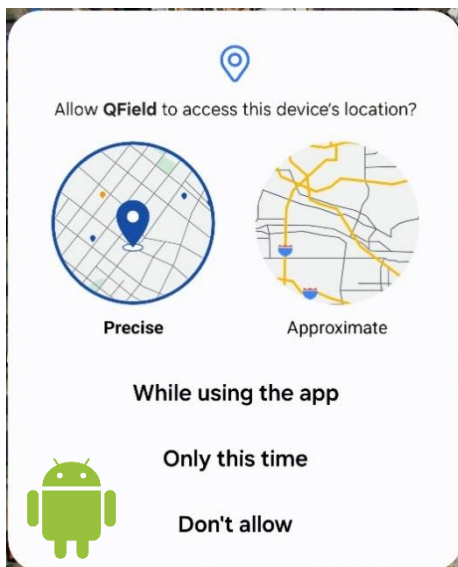 Allow QField to access this device's location?
Precise
Approximate
While using the app
Only this time
Don't allow